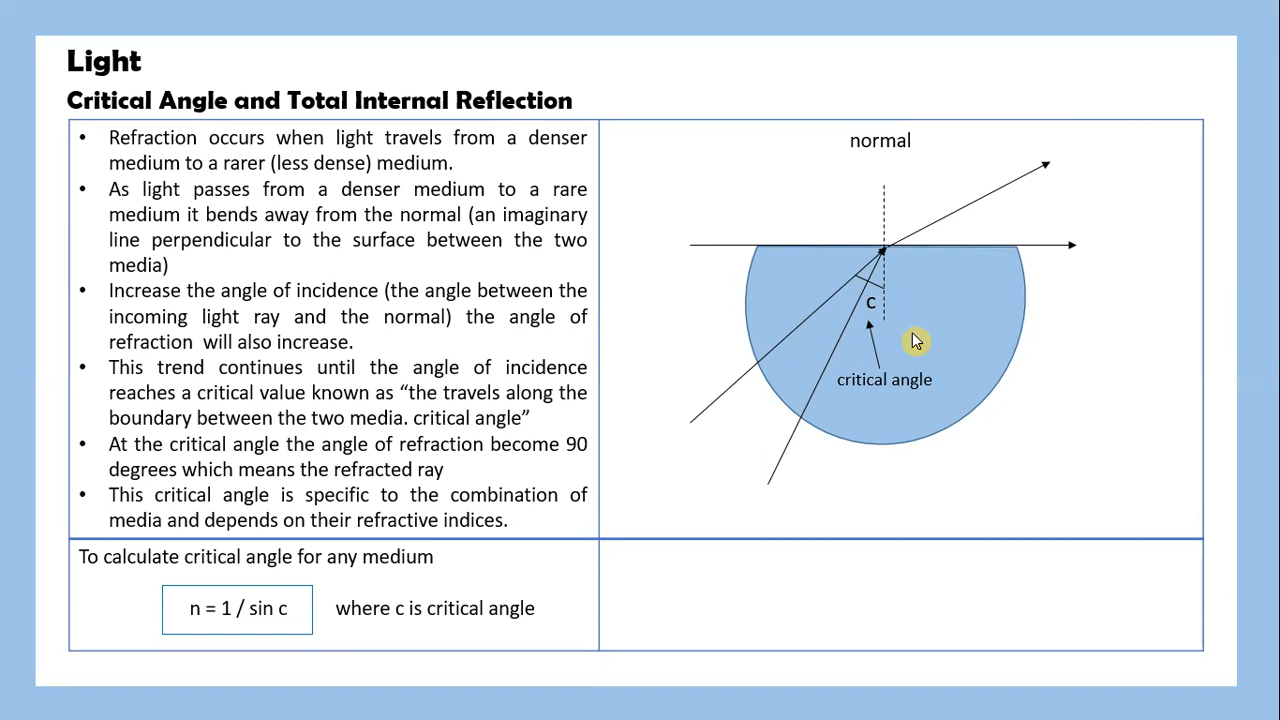 Light
Critical Angle and Total Internal Reflection
• Refraction occurs when light travels from a denser
medium to a rarer (less dense) medium.
• As light passes from a denser medium to a rare
medium it bends away from the normal (an imaginary
line perpendicular to the surface between the two
media)
• Increase the angle of incidence (the angle between the
incoming light ray and the normal) the angle of
refraction will also increase.
• This trend continues until the angle of incidence
reaches a critical value known as “the travels along the
boundary between the two media. critical angle”
• At the critical angle the angle of refraction become 90
degrees which means the refracted ray
• This critical angle is specific to the combination of
media and depends on their refractive indices.
normal
c
critical angle
To calculate critical angle for any medium
n = 1 / sin c where c is critical angle